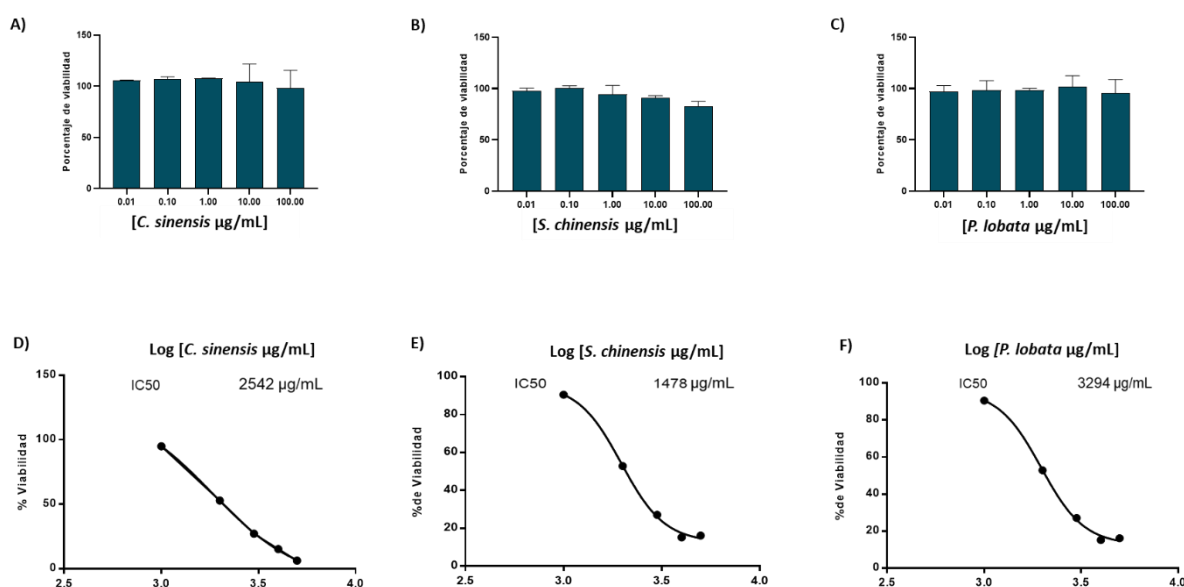 A)
Porcentaje de viabilidad
150
100
50
0
0.01 0.10 1.00 10.00 100.00
[C. sinensis µg/mL]
B)
Porcentaje de viabilidad
150
100
50
0
0.01 0.10 1.00 10.00 100.00
[S. chinensis µg/mL]
C)
Porcentaje de viabilidad
150
100
50
0
0.01 0.10 1.00 10.00 100.00
[P. lobata µg/mL]
D)
Log [C. sinensis µg/mL]
IC50 2542 µg/mL
% Viabilidad
150
100
50
0
2.5 3.0 3.5 4.0
E)
Log [S. chinensis µg/mL]
IC50 1478 µg/mL
%de Viabilidad
100
80
60
40
20
0
2.5 3.0 3.5 4.0
F)
Log [P. lobata µg/mL]
IC50 3294 µg/mL
%de Viabilidad
100
80
60
40
20
0
2.5 3.0 3.5 4.0